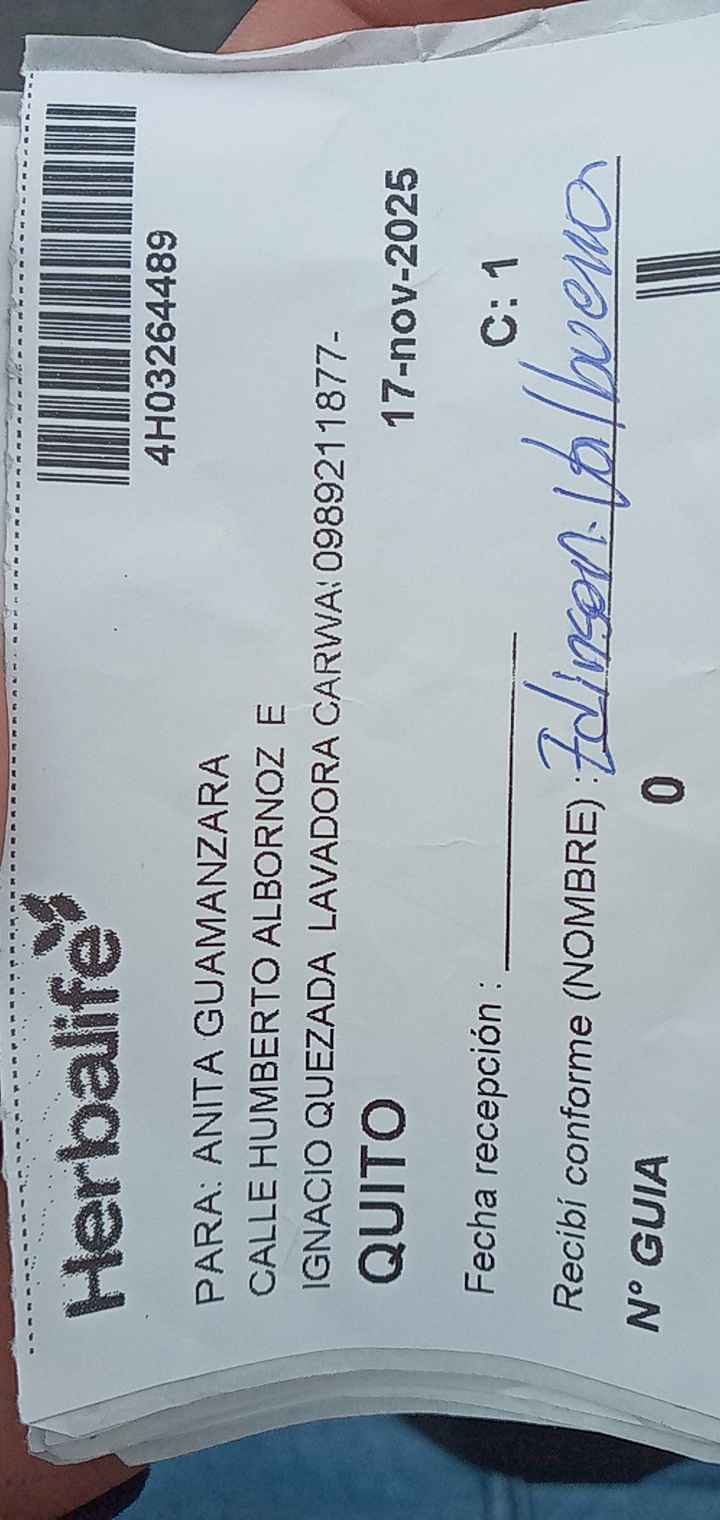 Herbalife
4H03264489
PARA: ANITA GUAMANZARA
CALLE HUMBERTO ALBORNOZ E
IGNACIO QUEZADA LAVADORA CARWA: 0989211877-
QUITO 17-nov-2025
Fecha recepción : C: 1
Recibí conforme (NOMBRE) : Edinson Valbuena
N° GUIA 0